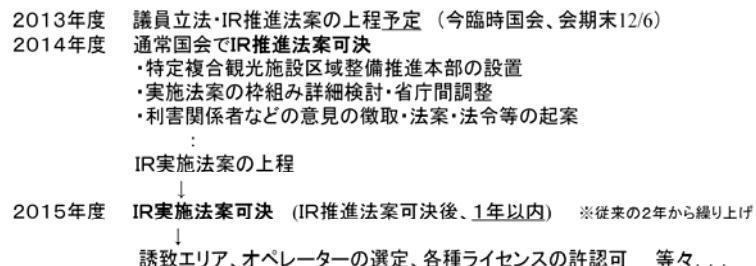 2013年度 議員立法・IR推進法案の上程予定 (今臨時国会、会期末12/6)
2014年度 通常国会でIR推進法案可決
・特定複合観光施設区域整備推進本部の設置
・実施法案の枠組み詳細検討・省庁間調整
・利害関係者などの意見の徴取・法案・法令等の起案
:
IR実施法案の上程
↓
2015年度 IR実施法案可決 (IR推進法案可決後、1年以内) ※従来の2年から繰り上げ
↓
誘致エリア、オペレーターの選定、各種ライセンスの許認可 等々...